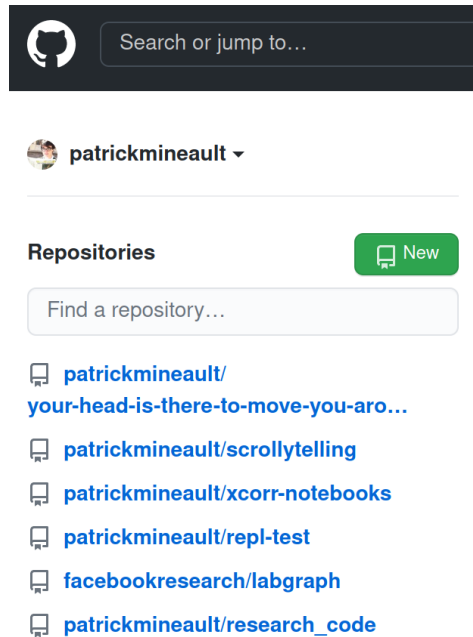 Search or jump to…
patrickmineault
Repositories
New
Find a repository…
patrickmineault/
your-head-is-there-to-move-you-aro…
patrickmineault/scrollytelling
patrickmineault/xcorr-notebooks
patrickmineault/repl-test
facebookresearch/labgraph
patrickmineault/research_code